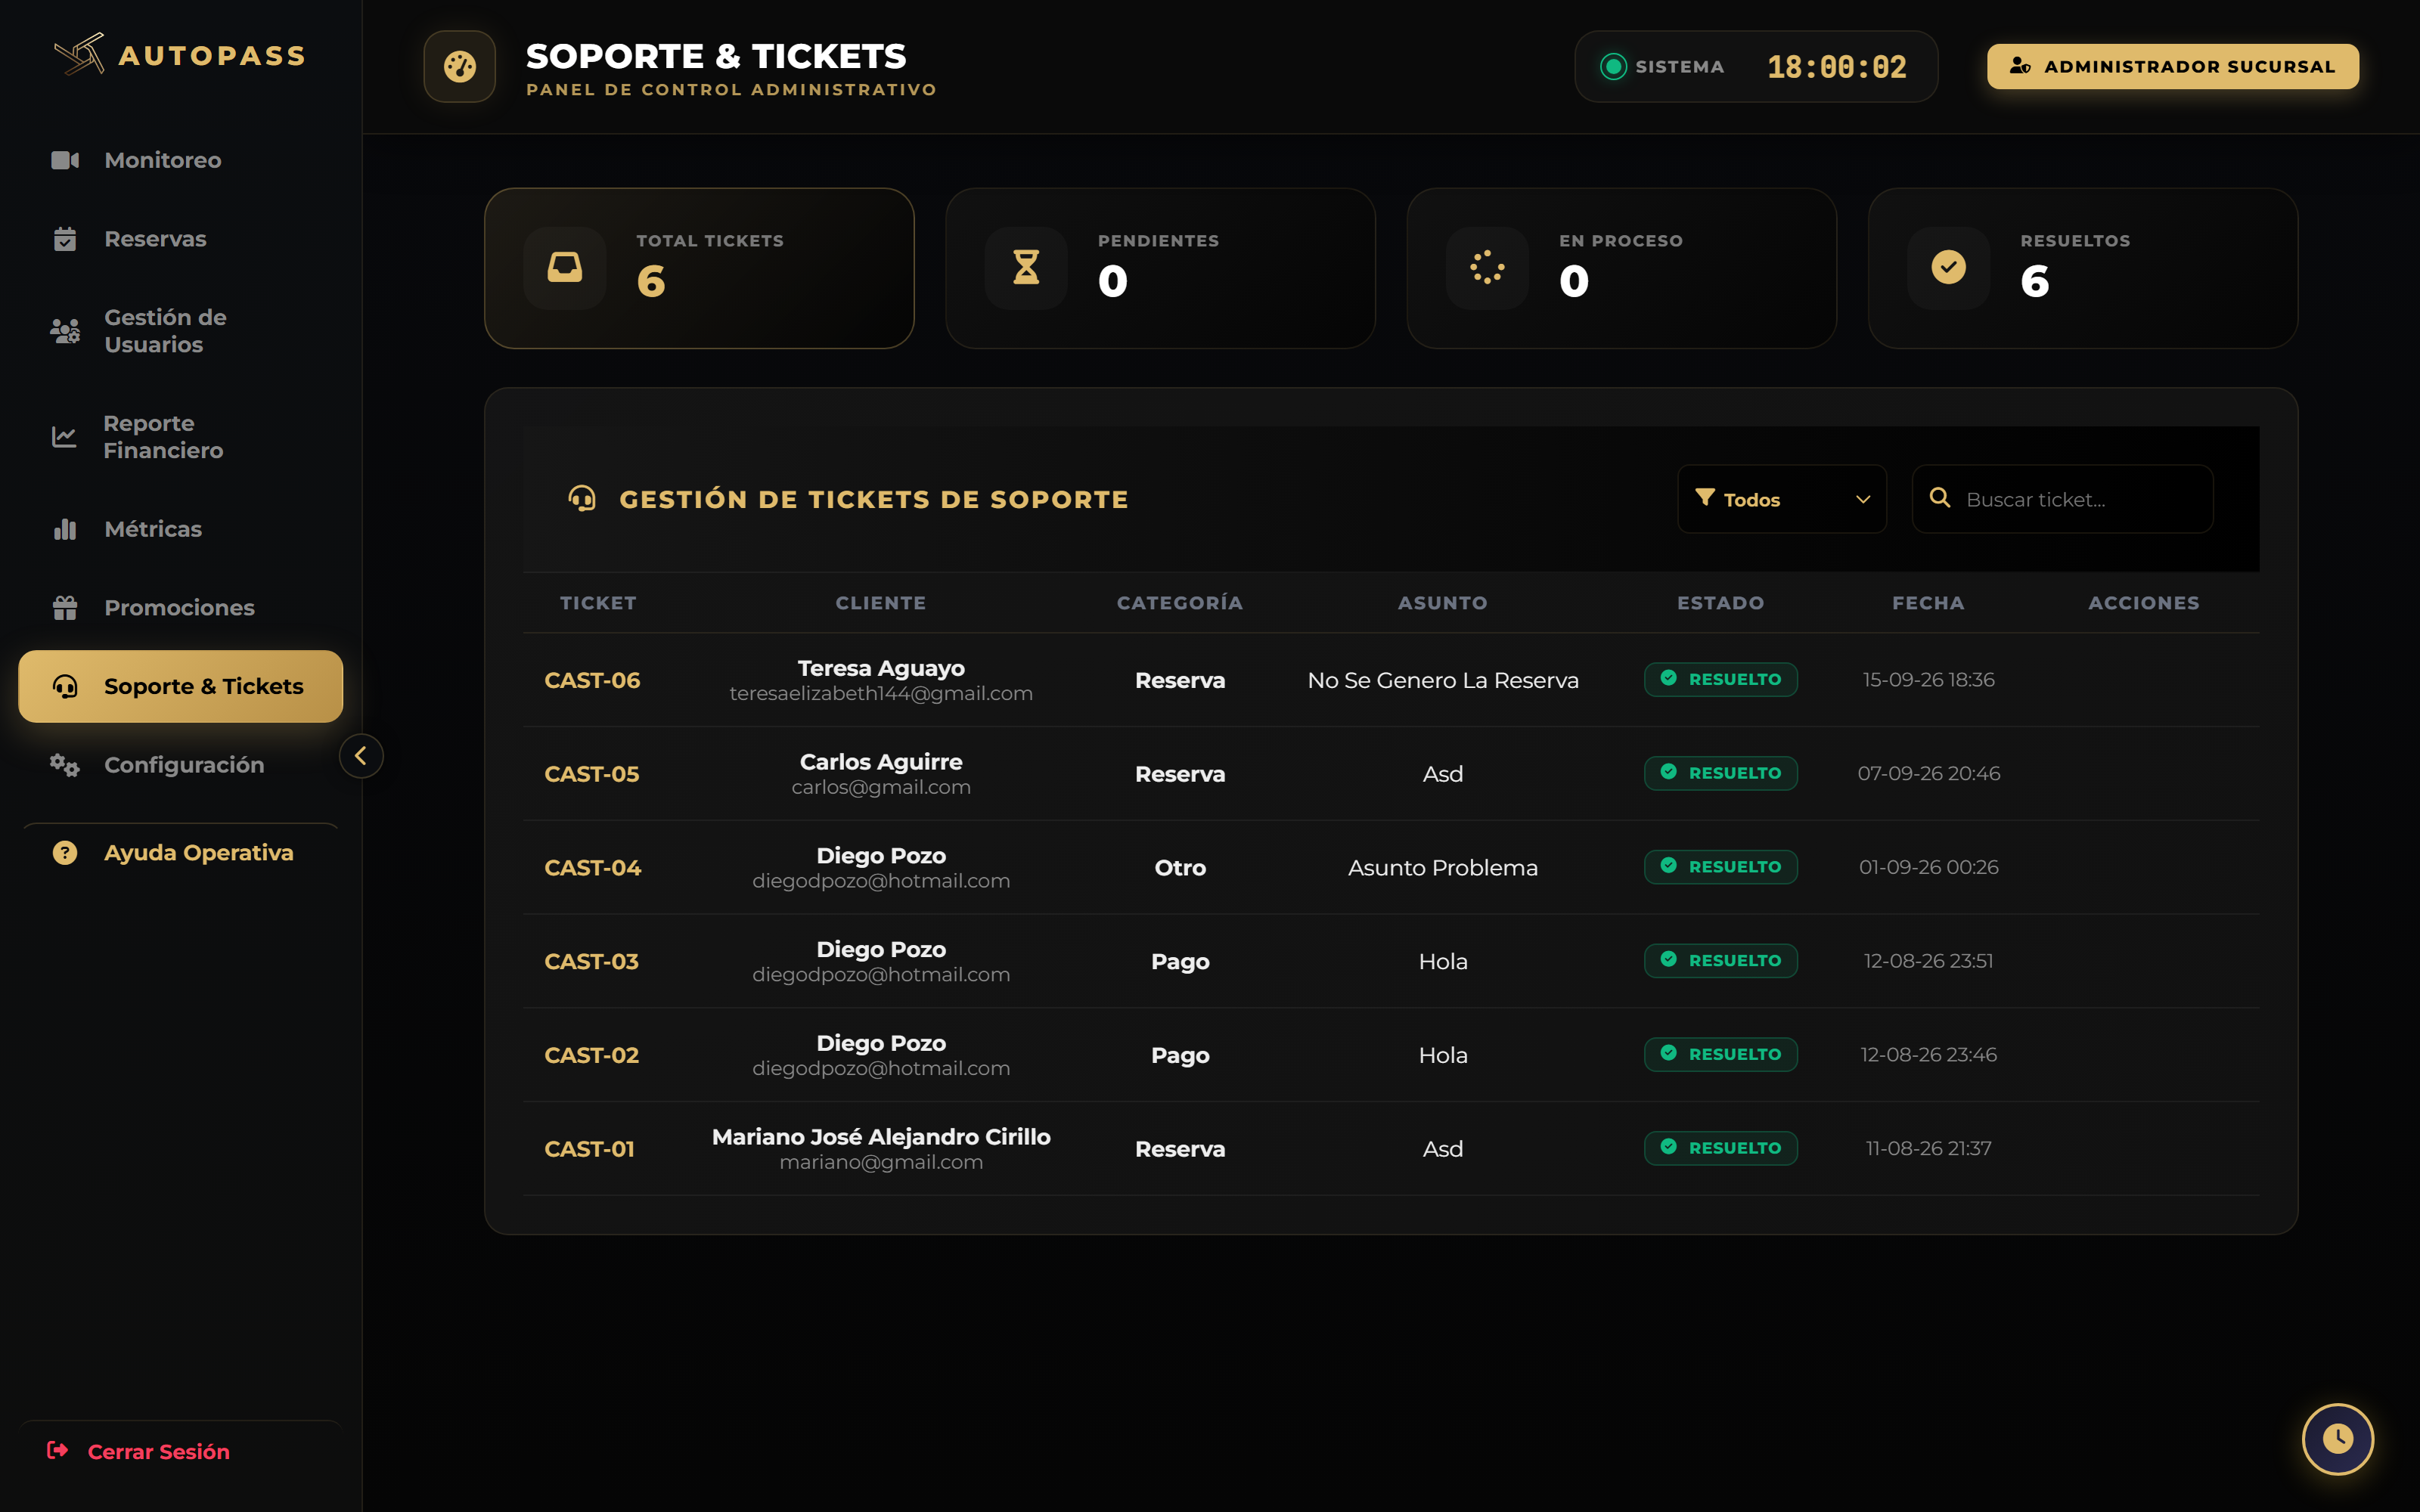 AUTOPASS
Monitoreo
Reservas
Gestión de
Usuarios
Reporte
Financiero
Métricas
Promociones
Soporte & Tickets
Configuración
Ayuda Operativa
Cerrar Sesión
SOPORTE & TICKETS
PANEL DE CONTROL ADMINISTRATIVO
SISTEMA 18:00:02
ADMINISTRADOR SUCURSAL
TOTAL TICKETS
6
PENDIENTES
0
EN PROCESO
0
RESUELTOS
6
GESTIÓN DE TICKETS DE SOPORTE
Todos
Buscar ticket...
TICKET CLIENTE CATEGORÍA ASUNTO ESTADO FECHA ACCIONES
CAST-06 Teresa Aguayo Reserva No Se Genero La Reserva RESUELTO 15-09-26 18:36
teresaelizabeth144@gmail.com
CAST-05 Carlos Aguirre Reserva Asd RESUELTO 07-09-26 20:46
carlos@gmail.com
CAST-04 Diego Pozo Otro Asunto Problema RESUELTO 01-09-26 00:26
diegodpozo@hotmail.com
CAST-03 Diego Pozo Pago Hola RESUELTO 12-08-26 23:51
diegodpozo@hotmail.com
CAST-02 Diego Pozo Pago Hola RESUELTO 12-08-26 23:46
diegodpozo@hotmail.com
CAST-01 Mariano José Alejandro Cirillo Reserva Asd RESUELTO 11-08-26 21:37
mariano@gmail.com